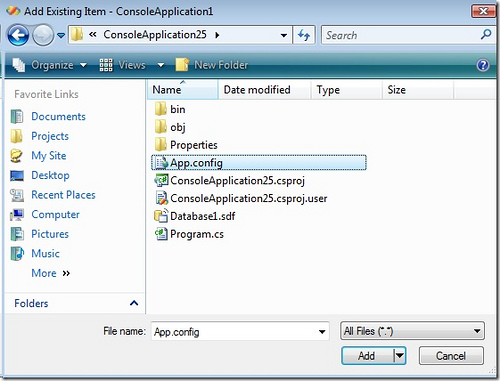 Add Existing Item - ConsoleApplication1
« ConsoleApplication25
Search
Organize Views New Folder ?
Favorite Links
Documents
Projects
My Site
Desktop
Recent Places
Computer
Pictures
Music
More »
Folders
Name Date modified Type Size
bin
obj
Properties
App.config
ConsoleApplication25.csproj
ConsoleApplication25.csproj.user
Database1.sdf
Program.cs
File name: App.config All Files (*.*)
Add Cancel